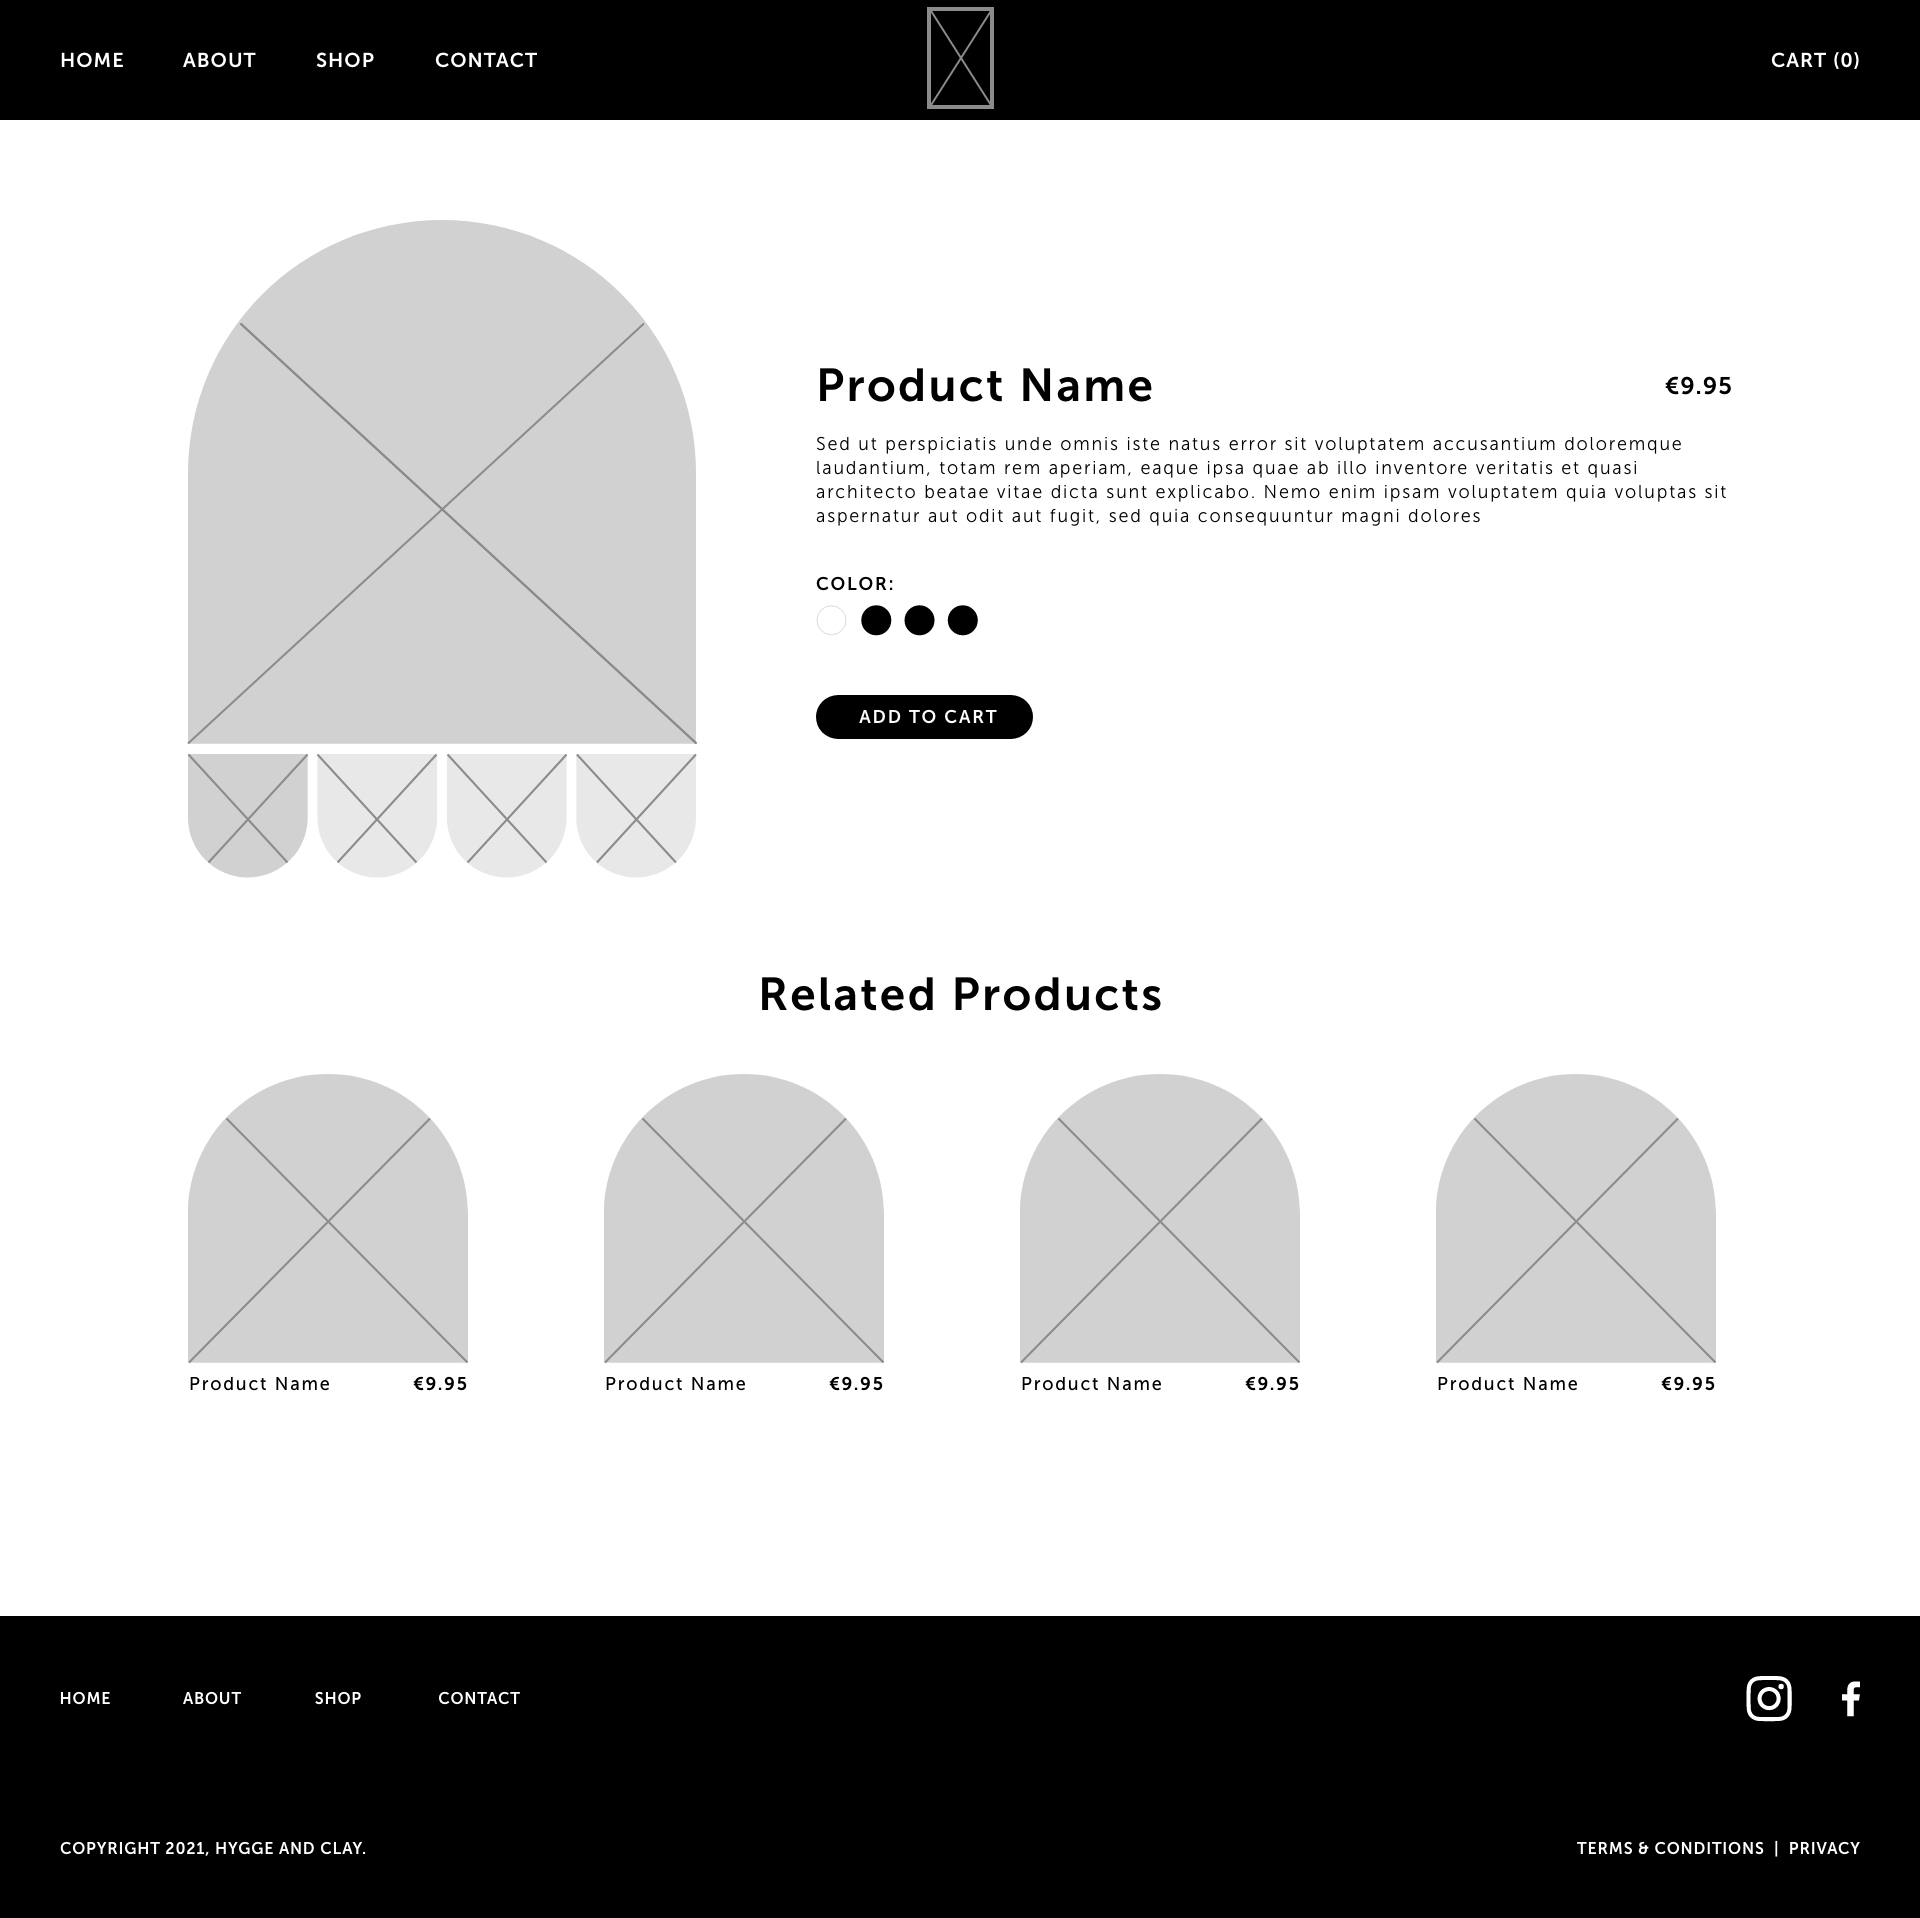 HOME ABOUT SHOP CONTACT CART (0)
Product Name €9.95
Sed ut perspiciatis unde omnis iste natus error sit voluptatem accusantium doloremque
laudantium, totam rem aperiam, eaque ipsa quae ab illo inventore veritatis et quasi
architecto beatae vitae dicta sunt explicabo. Nemo enim ipsam voluptatem quia voluptas sit
aspernatur aut odit aut fugit, sed quia consequuntur magni dolores
COLOR:
ADD TO CART
Related Products
Product Name €9.95 Product Name €9.95 Product Name €9.95 Product Name €9.95
HOME ABOUT SHOP CONTACT
COPYRIGHT 2021, HYGGE AND CLAY. TERMS & CONDITIONS | PRIVACY